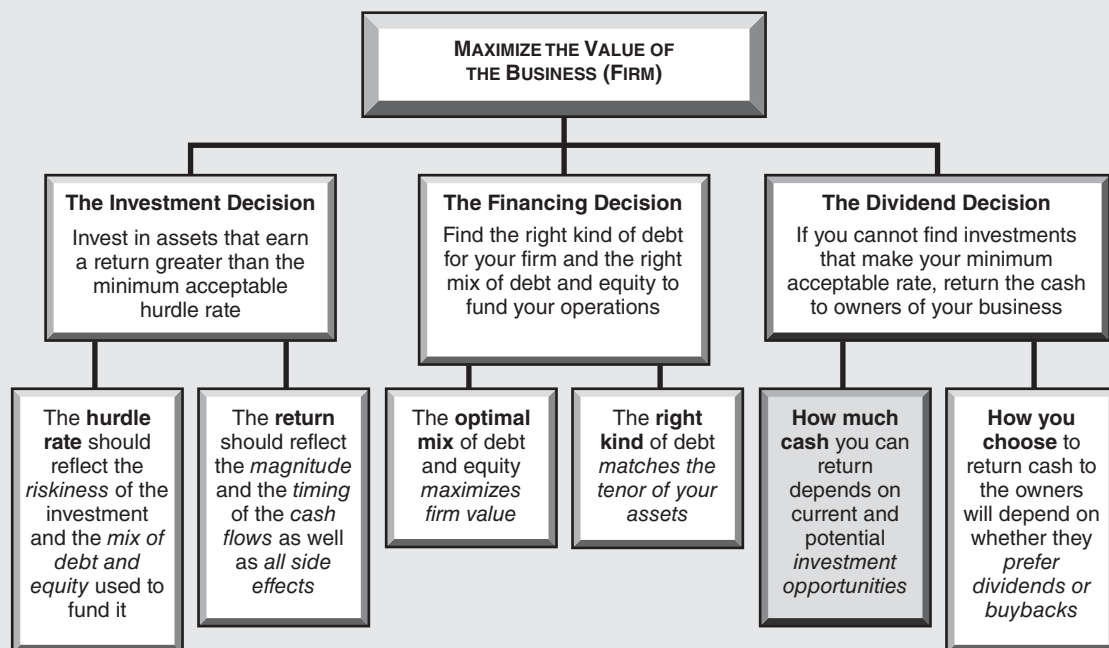 MAXIMIZE THE VALUE OF
THE BUSINESS (FIRM)
The Investment Decision
Invest in assets that earn
a return greater than the
minimum acceptable
hurdle rate
The Financing Decision
Find the right kind of debt
for your firm and the right
mix of debt and equity to
fund your operations
The Dividend Decision
If you cannot find investments
that make your minimum
acceptable rate, return the cash
to owners of your business
The hurdle
rate should
reflect the
riskiness of the
investment
and the mix of
debt and
equity used to
fund it
The return
should reflect
the magnitude
and the timing
of the cash
flows as well
as all side
effects
The optimal
mix of debt
and equity
maximizes
firm value
The right
kind of debt
matches the
tenor of your
assets
How much
cash you can
return
depends on
current and
potential
investment
opportunities
How you
choose to
return cash to
the owners
will depend on
whether they
prefer
dividends or
buybacks